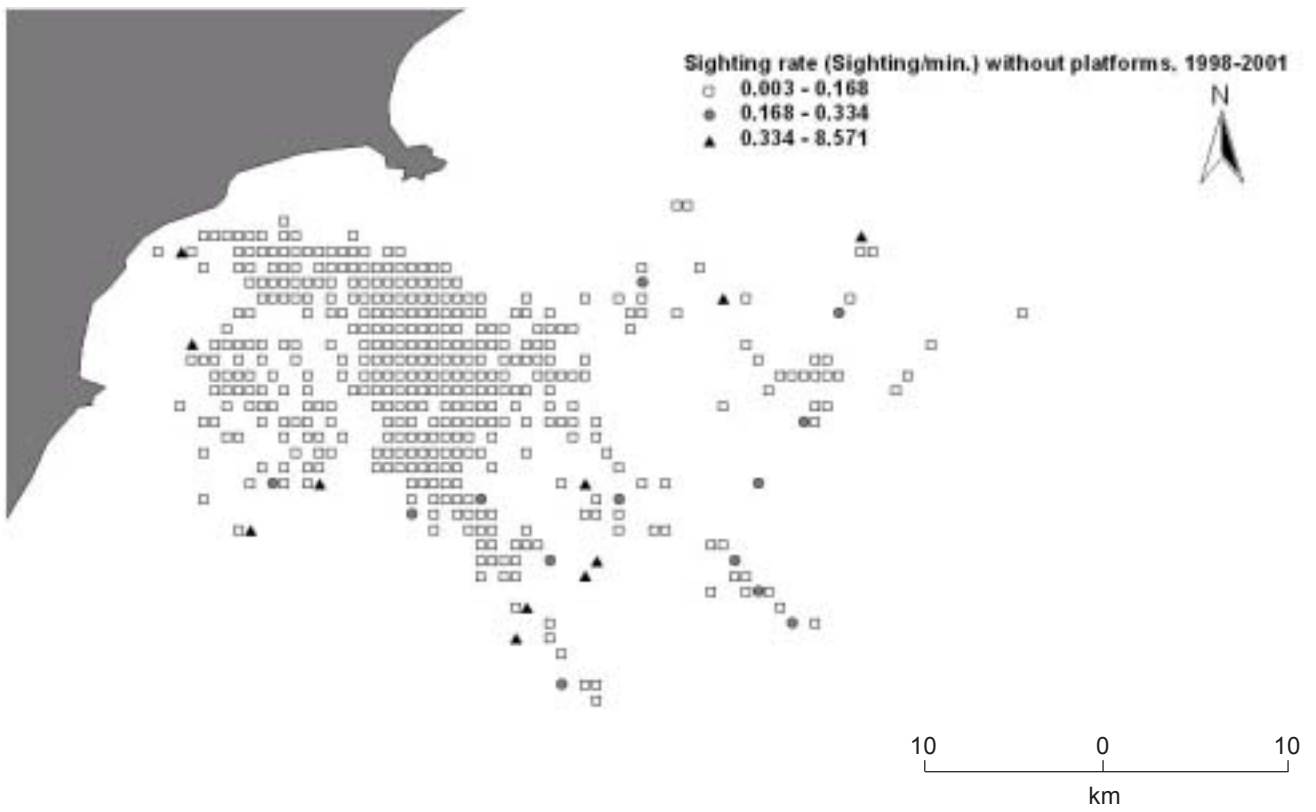 Sighting rate (Sighting/min.) without platforms. 1998-2001
0.003 - 0.168
0.168 - 0.334
0.334 - 8.571
N
10 0 10
km